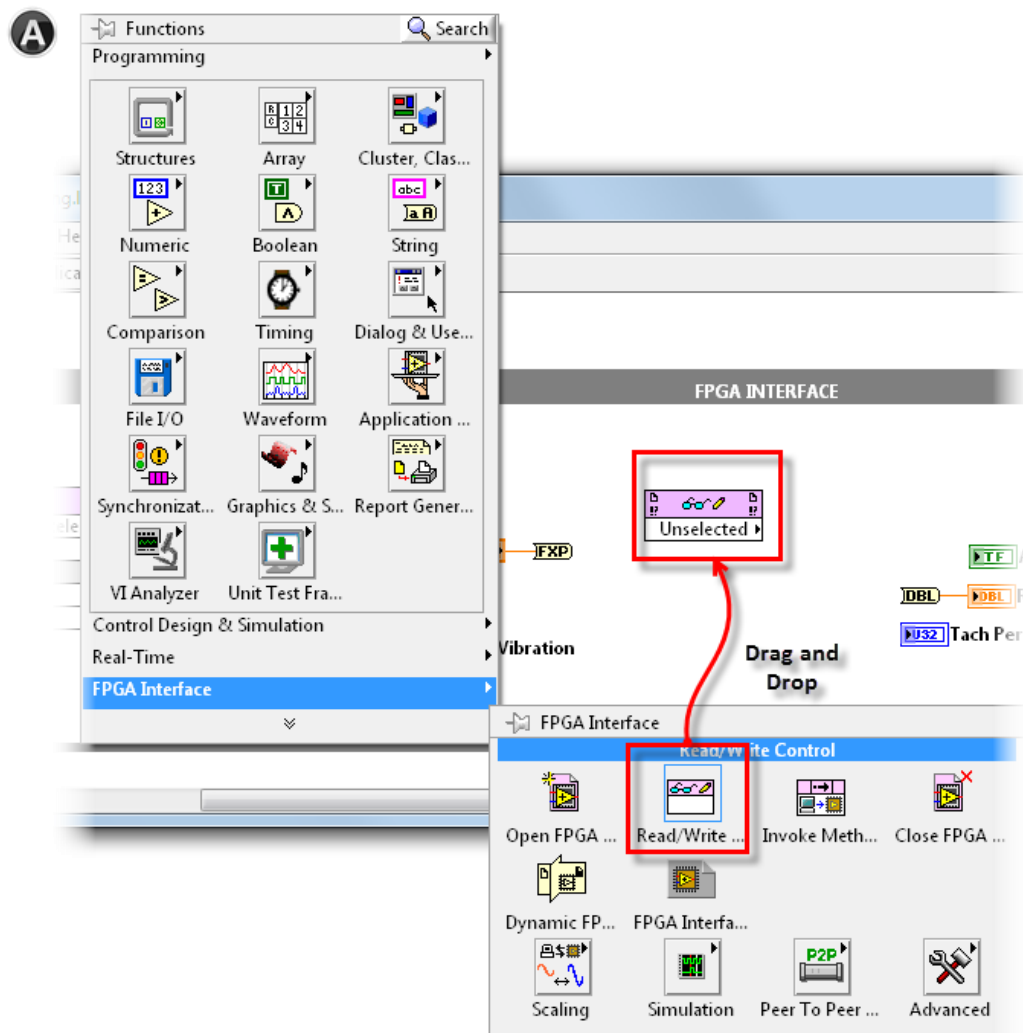 A
Functions
Search
Programming
Structures
Array
Cluster, Clas...
Numeric
Boolean
String
Comparison
Timing
Dialog & Use...
File I/O
Waveform
Application ...
Synchronizat...
Graphics & S...
Report Gener...
VI Analyzer
Unit Test Fra...
Control Design & Simulation
Real-Time
FPGA Interface
FPGA INTERFACE
Unselected
FXP
TF
DBL
DBL
U32
Tach Per
Vibration
Drag and
Drop
FPGA Interface
Read/Write Control
Open FPGA ...
Read/Write ...
Invoke Meth...
Close FPGA ...
Dynamic FP...
FPGA Interfa...
P2P
Scaling
Simulation
Peer To Peer ...
Advanced